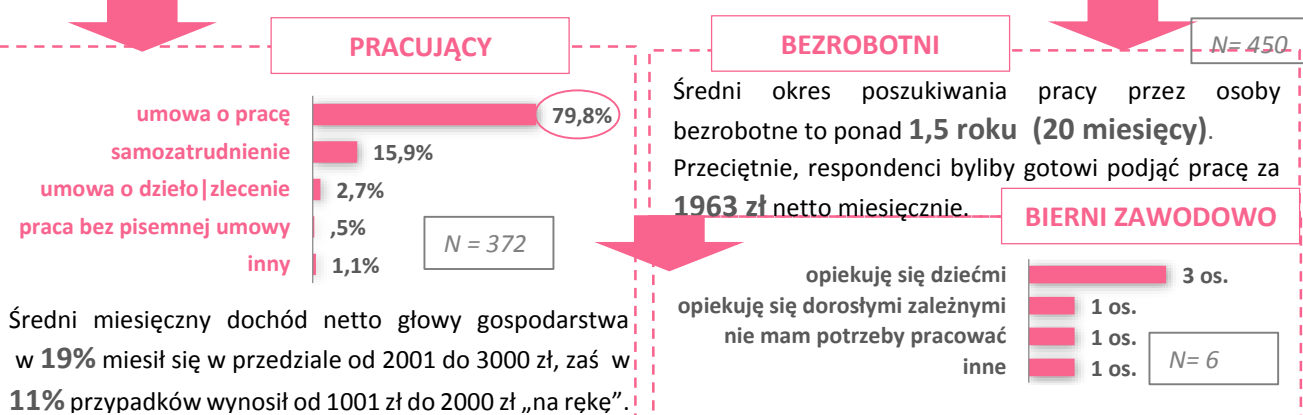 PRACUJĄCY
umowa o pracę 79,8%
samozatrudnienie 15,9%
umowa o dzieło|zlecenie 2,7%
praca bez pisemnej umowy ,5%
inny 1,1%
N = 372
Średni miesięczny dochód netto głowy gospodarstwa
w 19% miesił się w przedziale od 2001 do 3000 zł, zaś w
11% przypadków wynosił od 1001 zł do 2000 zł „na rękę”.
BEZROBOTNI
N= 450
Średni okres poszukiwania pracy przez osoby
bezrobotne to ponad 1,5 roku (20 miesięcy).
Przeciętnie, respondenci byliby gotowi podjąć pracę za
1963 zł netto miesięcznie.
BIERNI ZAWODOWO
opiekuję się dziećmi 3 os.
opiekuję się dorosłymi zależnymi 1 os.
nie mam potrzeby pracować 1 os.
inne 1 os.
N= 6